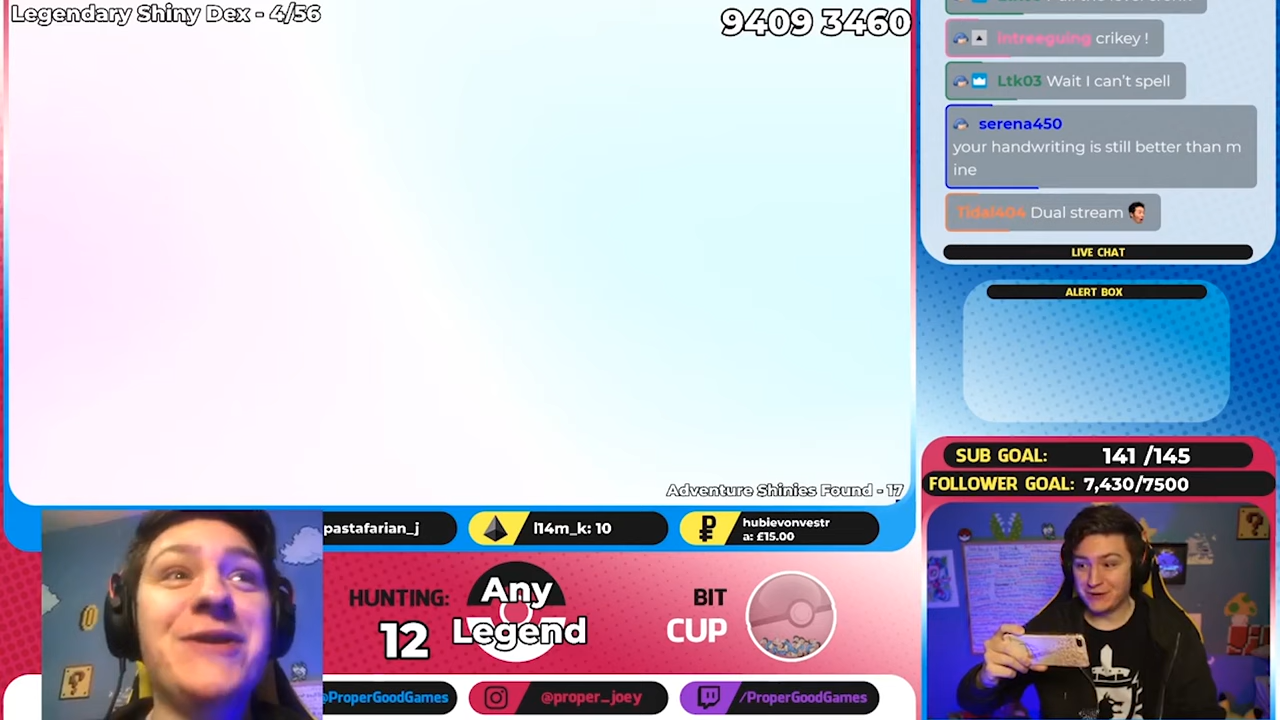 Legendary Shiny Dex - 4/56
9409 3460
intreeguing crikey !
Ltk03 Wait I can't spell
serena450
your handwriting is still better than m
ine
Tidal404 Dual stream
LIVE CHAT
ALERT BOX
SUB GOAL: 141 /145
FOLLOWER GOAL: 7,430/7500
Adventure Shinies Found - 17
pastafarian_j
l14m_k: 10
hubievonvestr
a: £15.00
HUNTING:
12
Any
Legend
BIT
CUP
@ProperGoodGames
@proper_joey
/ProperGoodGames